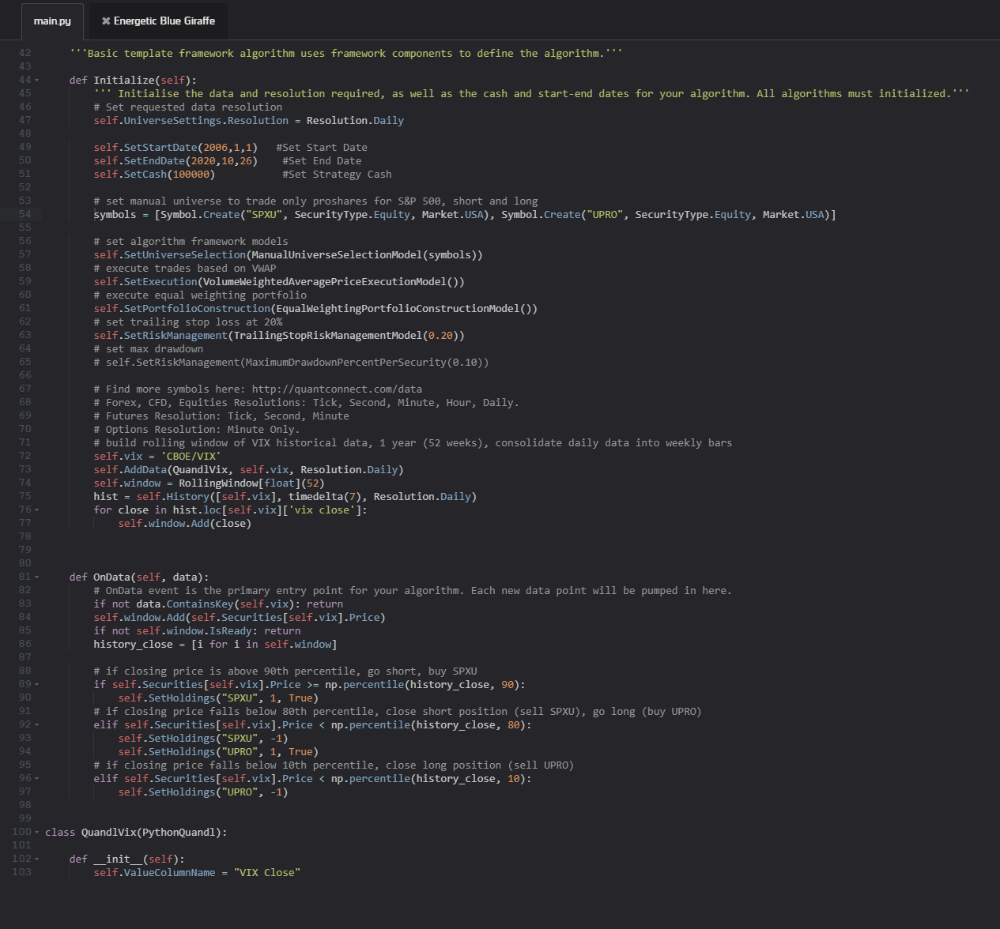 main.py ✖ Energetic Blue Giraffe
42     '''Basic template framework algorithm uses framework components to define the algorithm.'''
43
44     def Initialize(self):
45         ''' Initialise the data and resolution required, as well as the cash and start-end dates for your algorithm. All algorithms must initialized.'''
46         # Set requested data resolution
47         self.UniverseSettings.Resolution = Resolution.Daily
48
49         self.SetStartDate(2006,1,1)   #Set Start Date
50         self.SetEndDate(2020,10,26)    #Set End Date
51         self.SetCash(100000)           #Set Strategy Cash
52
53         # set manual universe to trade only proshares for S&P 500, short and long
54         symbols = [Symbol.Create("SPXU", SecurityType.Equity, Market.USA), Symbol.Create("UPRO", SecurityType.Equity, Market.USA)]
55
56         # set algorithm framework models
57         self.SetUniverseSelection(ManualUniverseSelectionModel(symbols))
58         # execute trades based on VWAP
59         self.SetExecution(VolumeWeightedAveragePriceExecutionModel())
60         # execute equal weighting portfolio
61         self.SetPortfolioConstruction(EqualWeightingPortfolioConstructionModel())
62         # set trailing stop loss at 20%
63         self.SetRiskManagement(TrailingStopRiskManagementModel(0.20))
64         # set max drawdown
65         # self.SetRiskManagement(MaximumDrawdownPercentPerSecurity(0.10))
66
67         # Find more symbols here: http://quantconnect.com/data
68         # Forex, CFD, Equities Resolutions: Tick, Second, Minute, Hour, Daily.
69         # Futures Resolution: Tick, Second, Minute
70         # Options Resolution: Minute Only.
71         # build rolling window of VIX historical data, 1 year (52 weeks), consolidate daily data into weekly bars
72         self.vix = 'CBOE/VIX'
73         self.AddData(QuandlVix, self.vix, Resolution.Daily)
74         self.window = RollingWindow[float](52)
75         hist = self.History([self.vix], timedelta(7), Resolution.Daily)
76         for close in hist.loc[self.vix]['vix close']:
77             self.window.Add(close)
78
79
80
81     def OnData(self, data):
82         # OnData event is the primary entry point for your algorithm. Each new data point will be pumped in here.
83         if not data.ContainsKey(self.vix): return
84         self.window.Add(self.Securities[self.vix].Price)
85         if not self.window.IsReady: return
86         history_close = [i for i in self.window]
87
88         # if closing price is above 90th percentile, go short, buy SPXU
89         if self.Securities[self.vix].Price >= np.percentile(history_close, 90):
90             self.SetHoldings("SPXU", 1, True)
91         # if closing price falls below 80th percentile, close short position (sell SPXU), go long (buy UPRO)
92         elif self.Securities[self.vix].Price < np.percentile(history_close, 80):
93             self.SetHoldings("SPXU", -1)
94             self.SetHoldings("UPRO", 1, True)
95         # if closing price falls below 10th percentile, close long position (sell UPRO)
96         elif self.Securities[self.vix].Price < np.percentile(history_close, 10):
97             self.SetHoldings("UPRO", -1)
98
99
100 class QuandlVix(PythonQuandl):
101
102     def __init__(self):
103         self.ValueColumnName = "VIX Close"